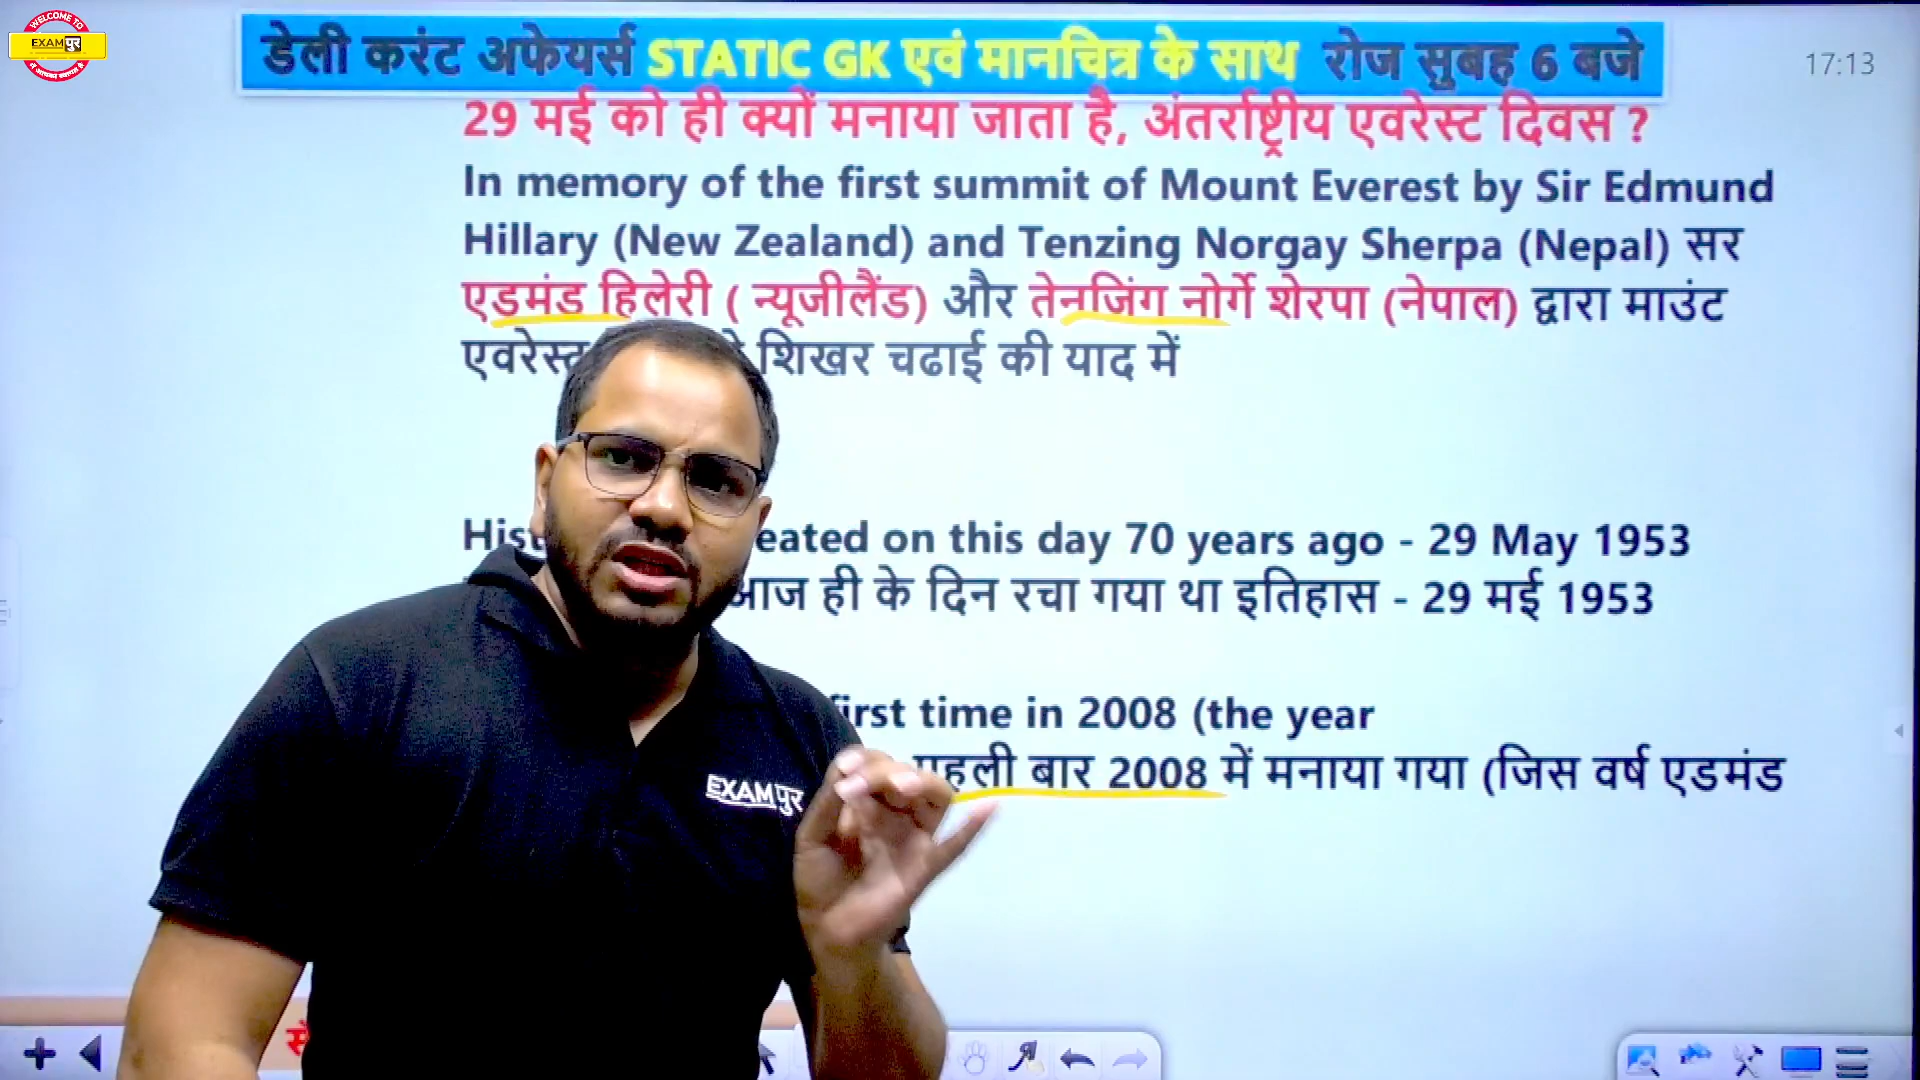 WELCOME TO
EXAMपुर
डेली करंट अफेयर्स STATIC GK एवं मानचित्र के साथ रोज सुबह 6 बजे
17:13
29 मई को ही क्यों मनाया जाता है, अंतर्राष्ट्रीय एवरेस्ट दिवस ?
In memory of the first summit of Mount Everest by Sir Edmund
Hillary (New Zealand) and Tenzing Norgay Sherpa (Nepal) सर
एडमंड हिलेरी ( न्यूजीलैंड) और तेनजिंग नोर्गे शेरपा (नेपाल) द्वारा माउंट
शिखर चढाई की याद में
on this day 70 years ago - 29 May 1953
आज ही के दिन रचा गया था इतिहास - 29 मई 1953
time in 2008 (the year
पहली बार 2008 में मनाया गया (जिस वर्ष एडमंड
EXAMपुर